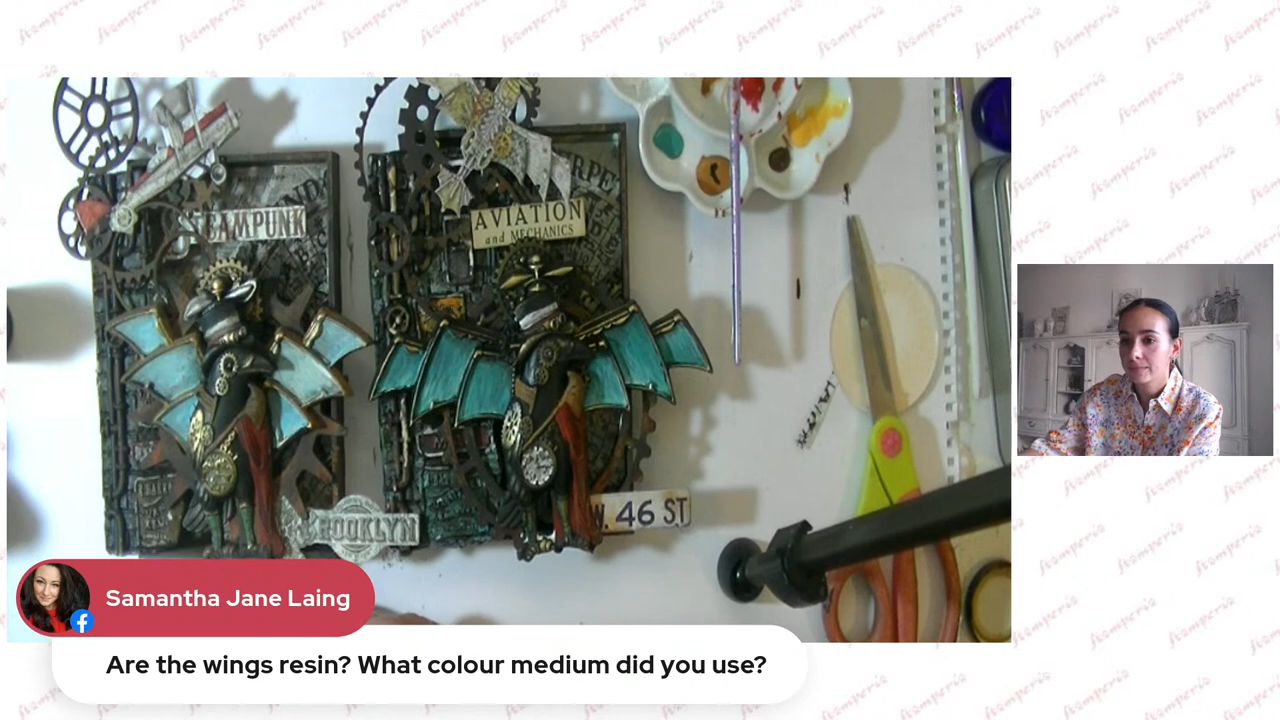 STEAMPUNK
AVIATION
and MECHANICS
BROOKLYN
W. 46 ST
Samantha Jane Laing
Are the wings resin? What colour medium did you use?
stamperia